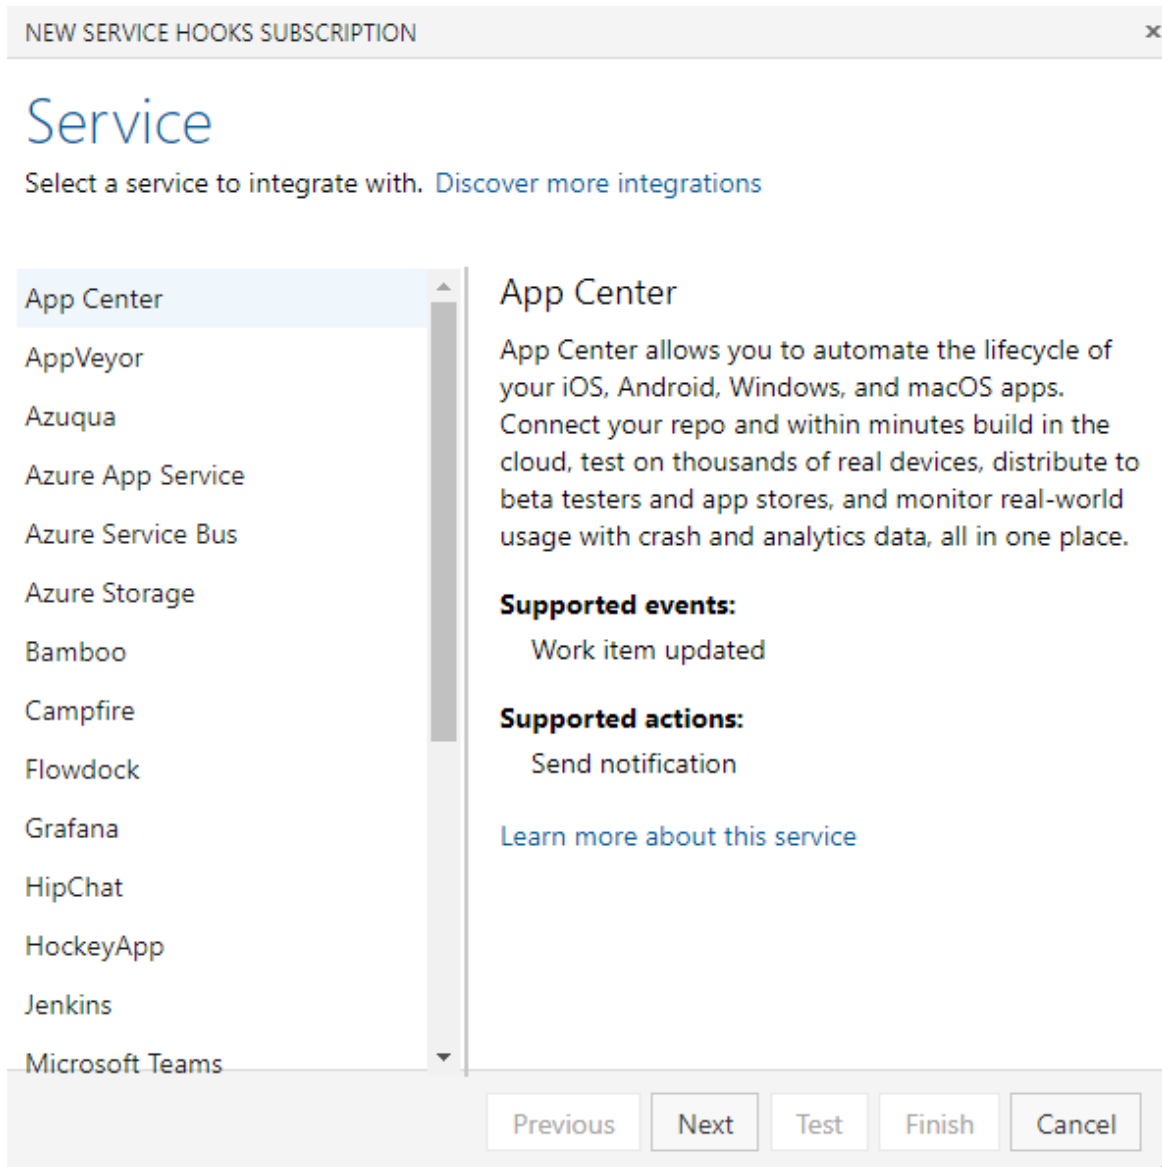 NEW SERVICE HOOKS SUBSCRIPTION
Service
Select a service to integrate with. Discover more integrations
App Center
AppVeyor
Azuqua
Azure App Service
Azure Service Bus
Azure Storage
Bamboo
Campfire
Flowdock
Grafana
HipChat
HockeyApp
Jenkins
Microsoft Teams
App Center
App Center allows you to automate the lifecycle of
your iOS, Android, Windows, and macOS apps.
Connect your repo and within minutes build in the
cloud, test on thousands of real devices, distribute to
beta testers and app stores, and monitor real-world
usage with crash and analytics data, all in one place.
Supported events:
Work item updated
Supported actions:
Send notification
Learn more about this service
Previous Next Test Finish Cancel